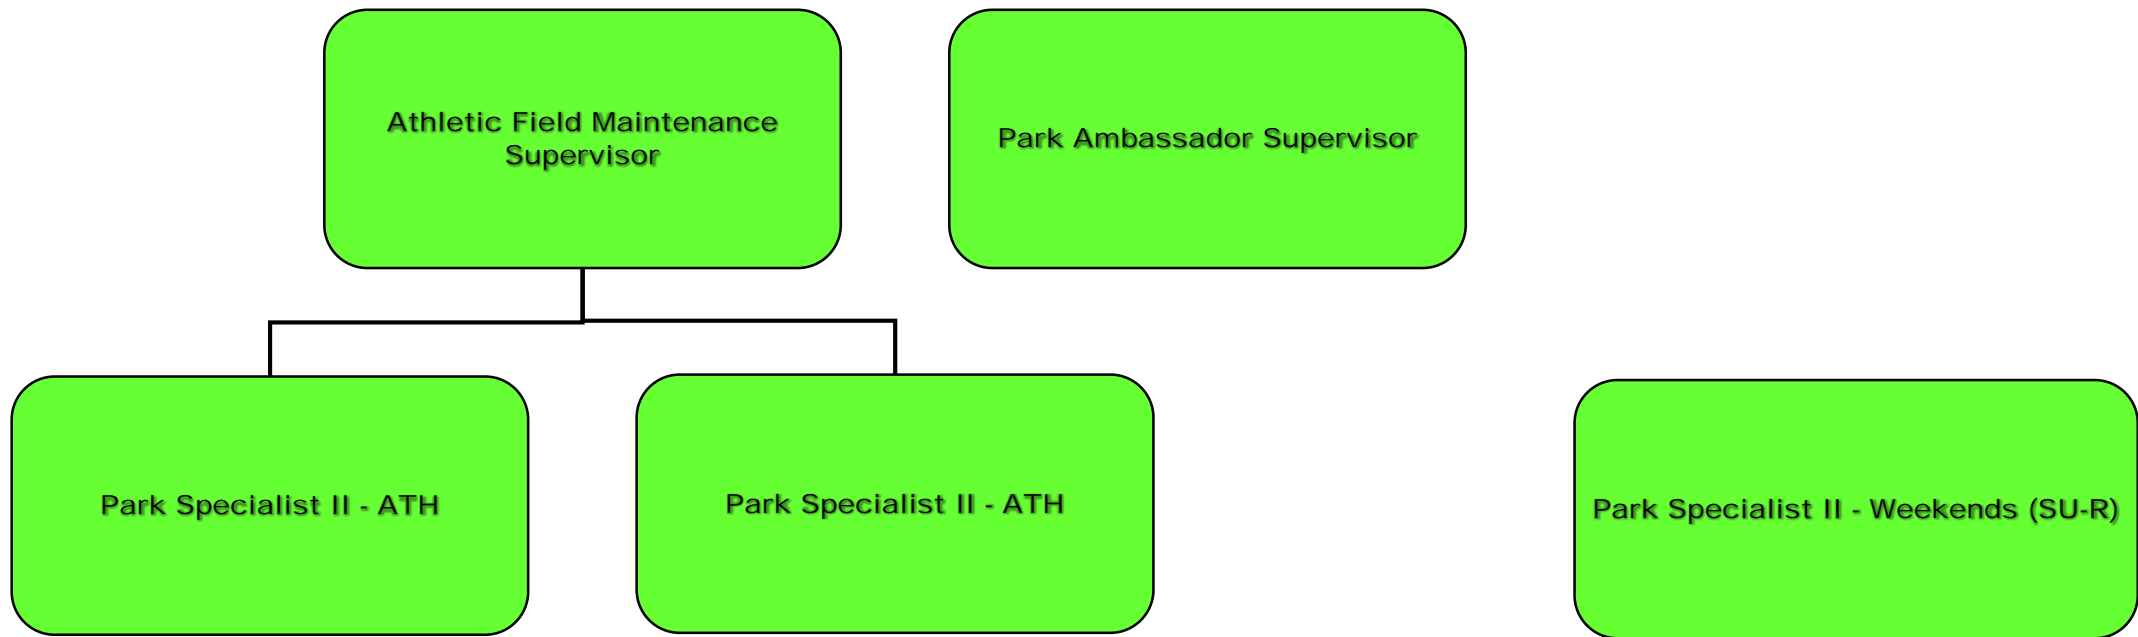 Athletic Field Maintenance
Supervisor
Park Ambassador Supervisor
Park Specialist II - ATH
Park Specialist II - ATH
Park Specialist II - Weekends (SU-R)